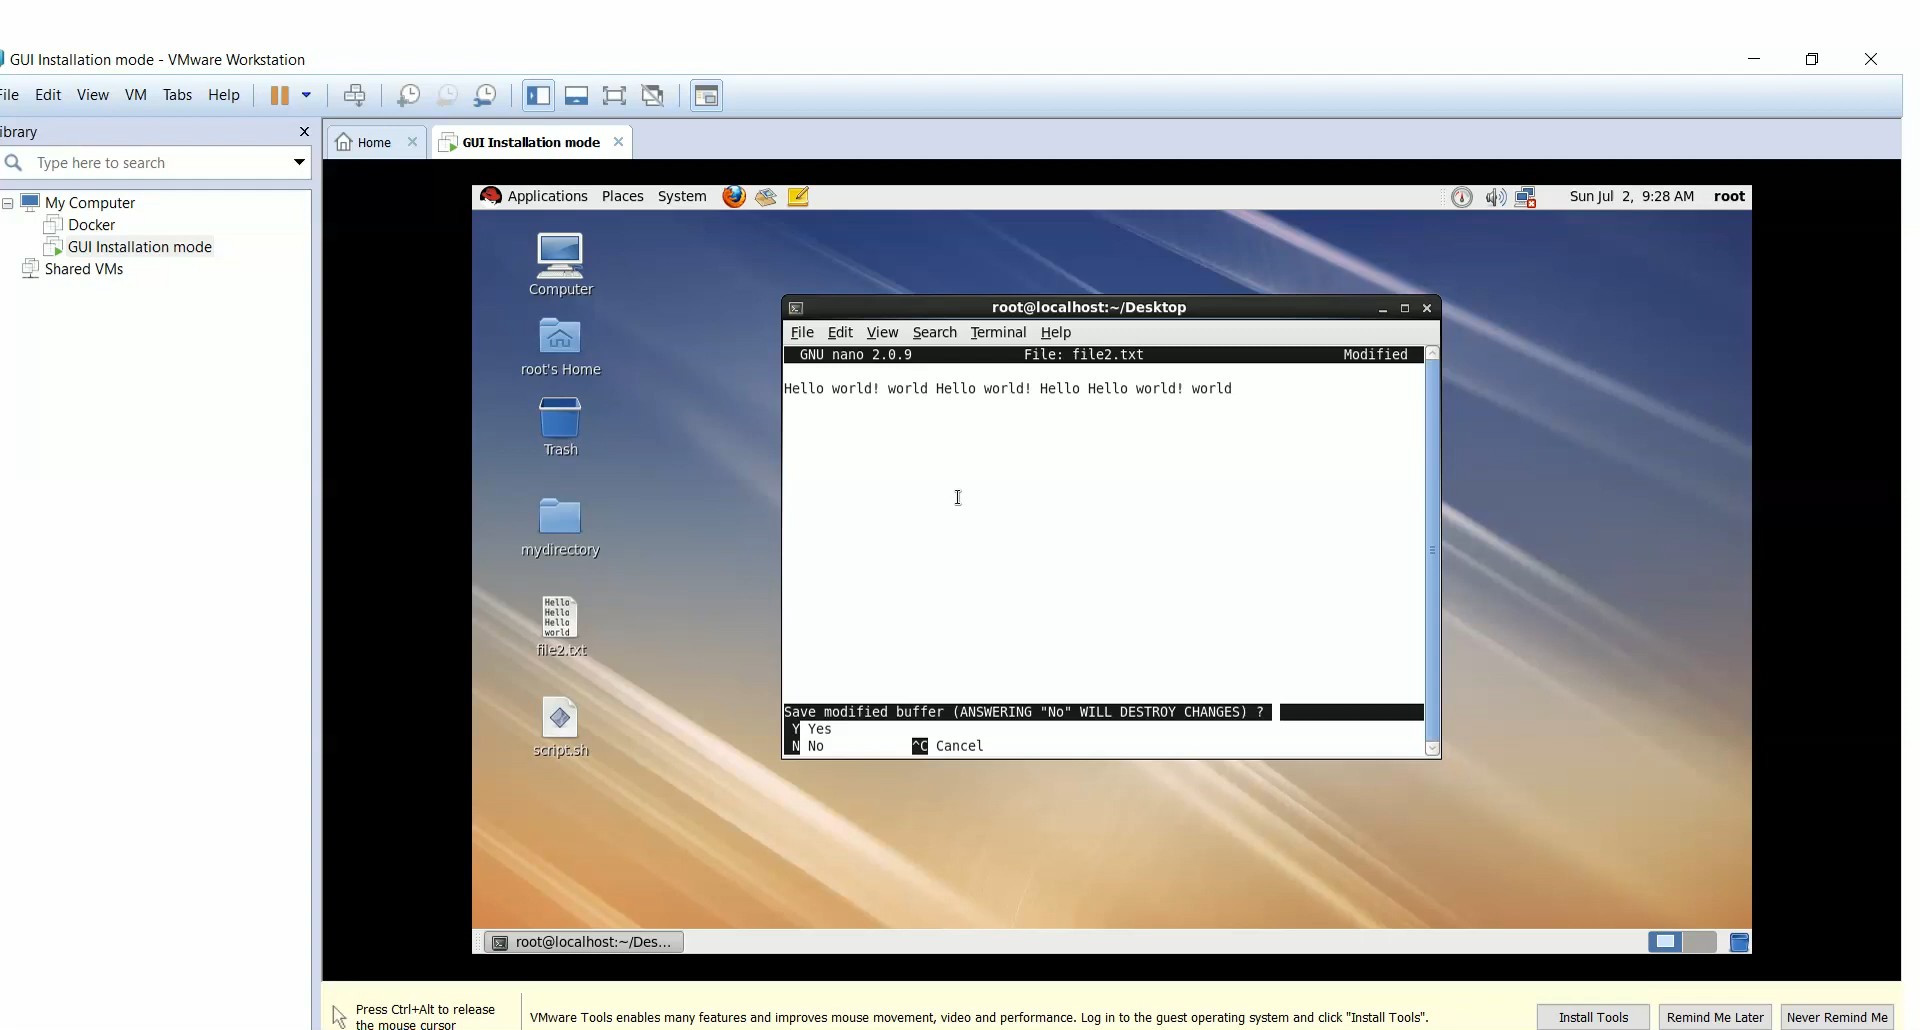 GUI Installation mode - VMware Workstation
File Edit View VM Tabs Help
ibrary
Type here to search
My Computer
Docker
GUI Installation mode
Shared VMs
Home
GUI Installation mode
Applications Places System
Sun Jul 2, 9:28 AM root
Computer
root's Home
Trash
mydirectory
Hello
Hello
Hello
world
file2.txt
script.sh
root@localhost:~/Desktop
File Edit View Search Terminal Help
GNU nano 2.0.9 File: file2.txt Modified
Hello world! world Hello world! Hello Hello world! world
Save modified buffer (ANSWERING "No" WILL DESTROY CHANGES) ?
Y Yes
N No ^C Cancel
root@localhost:~/Des...
Press Ctrl+Alt to release
the mouse cursor
VMware Tools enables many features and improves mouse movement, video and performance. Log in to the guest operating system and click "Install Tools".
Install Tools Remind Me Later Never Remind Me